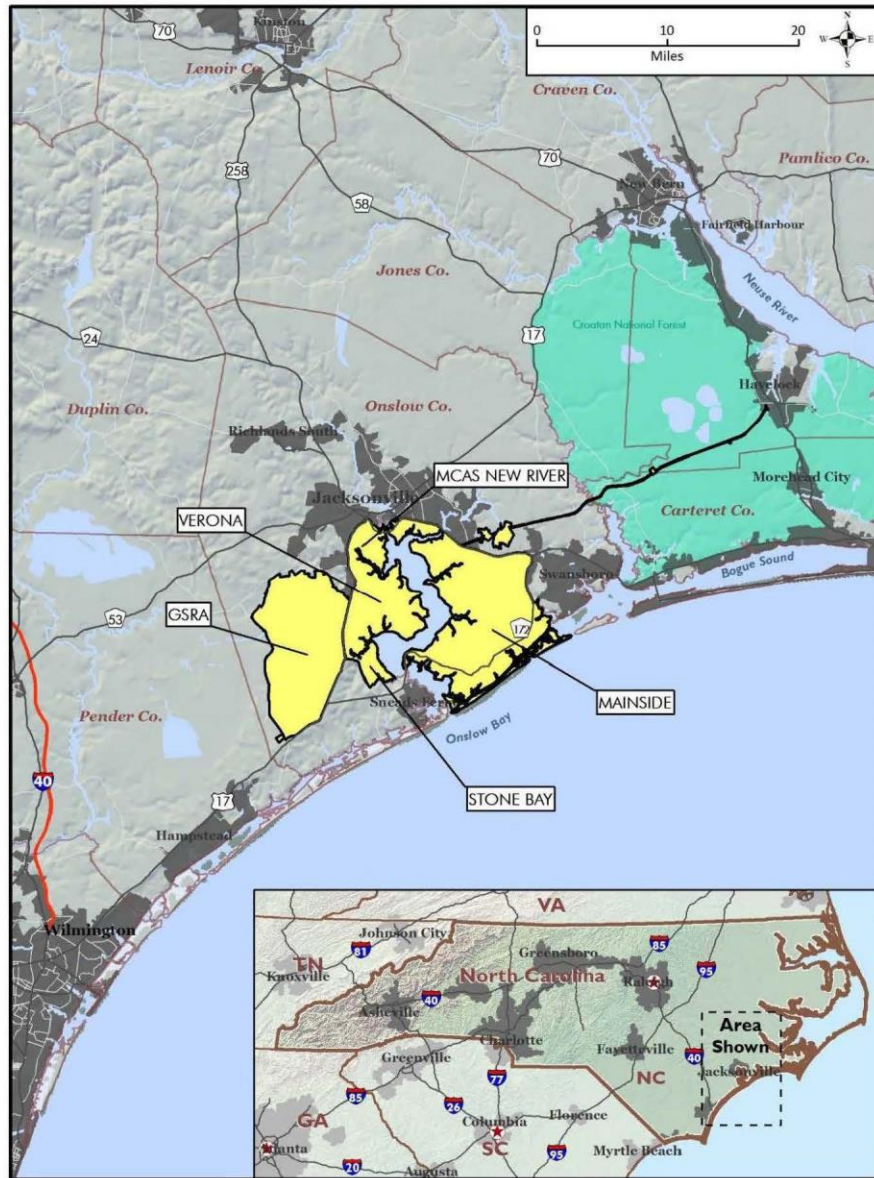 70
Kinston
0
10
20
Miles
N
W
E
S
Lenoir Co.
Craven Co.
258
70
Pamlico Co.
New Bern
58
Fairfield Harbour
Jones Co.
Neuse River
17
Croatan National Forest
24
Havelock
Duplin Co.
Onslow Co.
Richlands South
MCAS NEW RIVER
Morehead City
Jacksonville
VERONA
Carteret Co.
Bogue Sound
Swansboro
53
GSRA
172
Pender Co.
Sneads Ferry
MAINSIDE
Onslow Bay
40
STONE BAY
17
Hampstead
Wilmington
VA
Johnson City
81
Greensboro
85
TN
Knoxville
North Carolina
Raleigh
95
40
Asheville
Charlotte
Area
Shown
Greenville
Fayetteville
40
Jacksonville
77
NC
85
26
GA
Columbia
Florence
SC
Atlanta
95
Myrtle Beach
20
Augusta